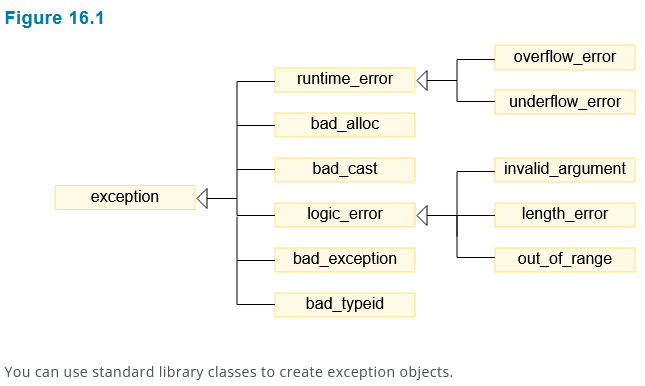 Figure 16.1
overflow_error
runtime_error
underflow_error
bad_alloc
bad_cast
invalid_argument
exception
logic_error
length_error
bad_exception
out_of_range
bad_typeid
You can use standard library classes to create exception objects.